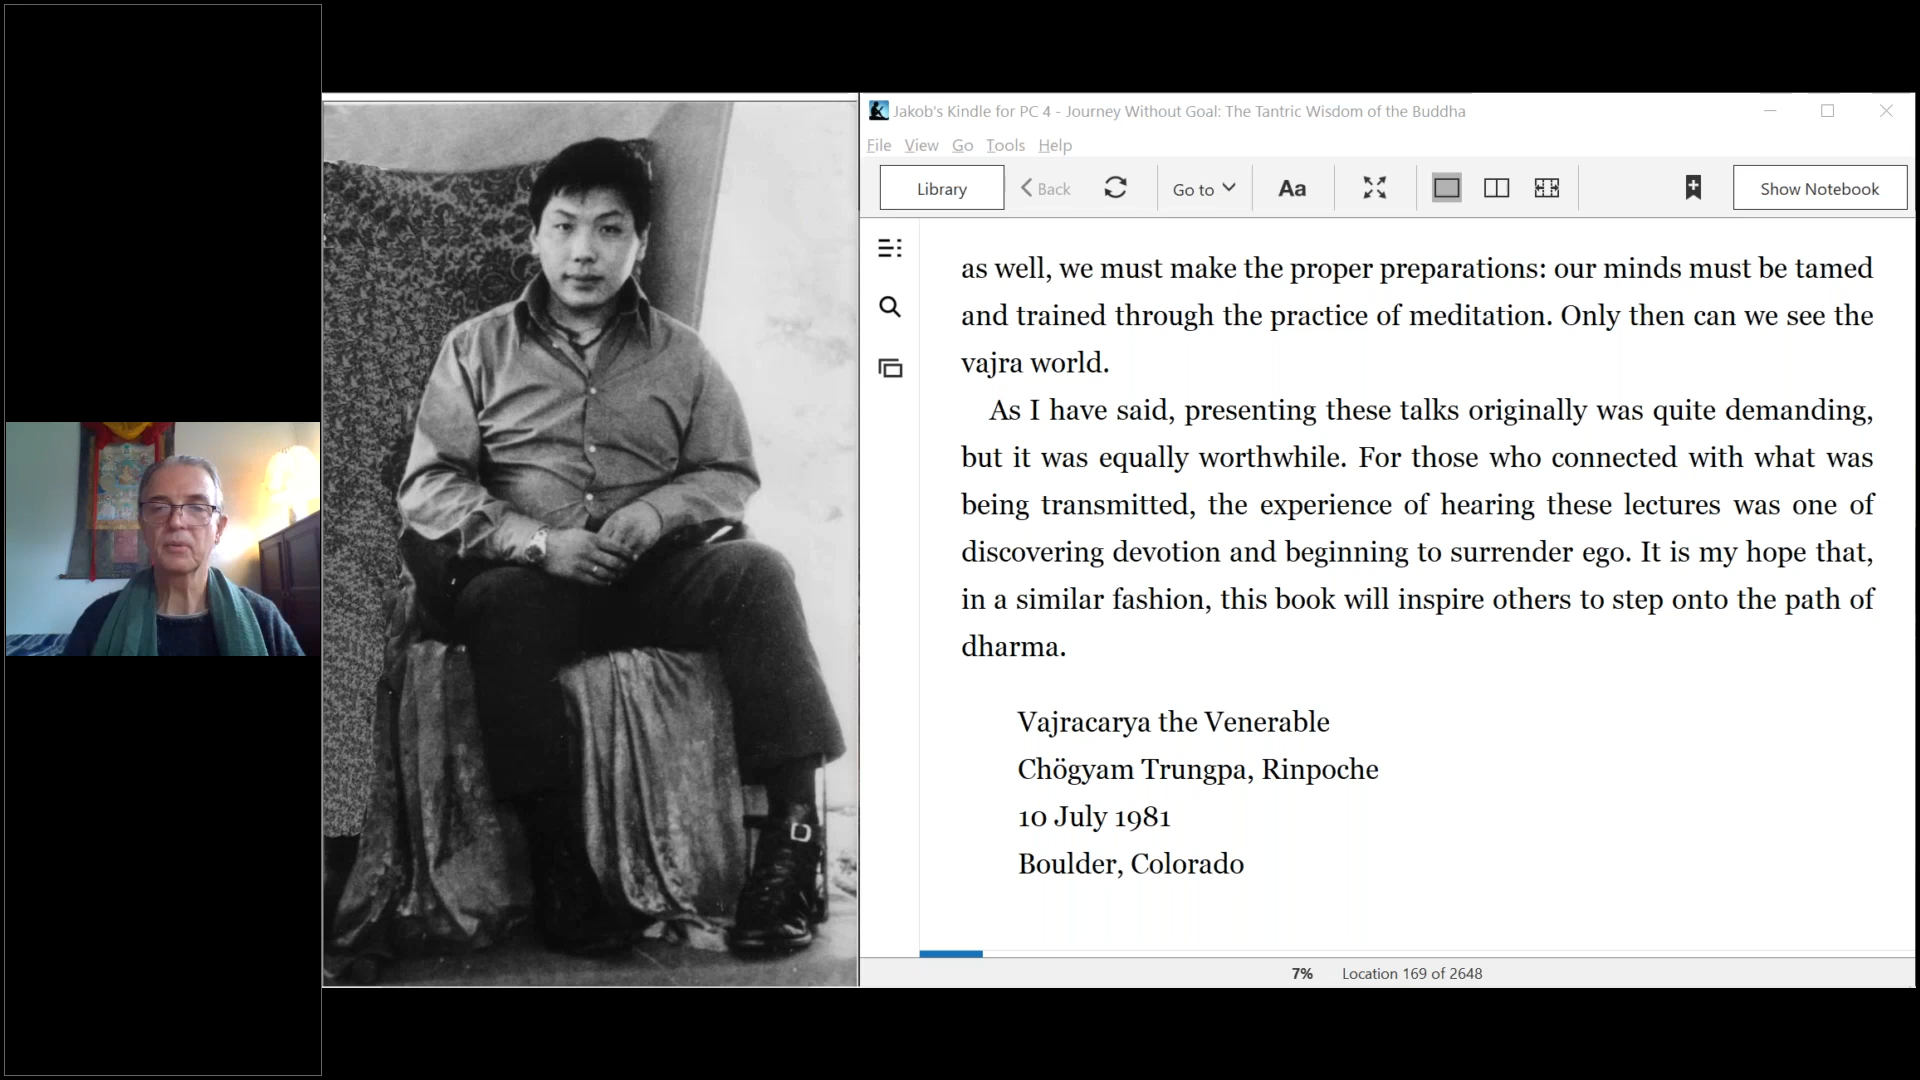 Jakob's Kindle for PC 4 - Journey Without Goal: The Tantric Wisdom of the Buddha
File View Go Tools Help
Library Back Go to Aa Show Notebook
as well, we must make the proper preparations: our minds must be tamed
and trained through the practice of meditation. Only then can we see the
vajra world.
As I have said, presenting these talks originally was quite demanding,
but it was equally worthwhile. For those who connected with what was
being transmitted, the experience of hearing these lectures was one of
discovering devotion and beginning to surrender ego. It is my hope that,
in a similar fashion, this book will inspire others to step onto the path of
dharma.
Vajracarya the Venerable
Chögyam Trungpa, Rinpoche
10 July 1981
Boulder, Colorado
7% Location 169 of 2648